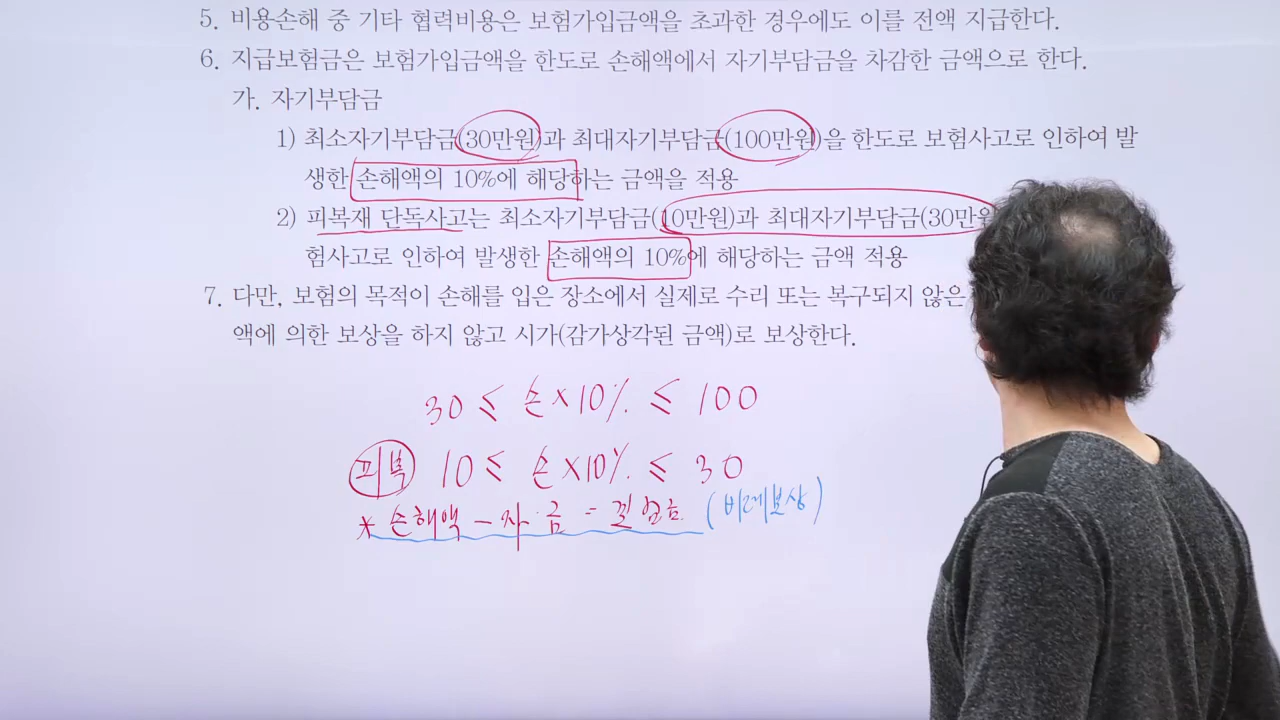 5. 비용손해 중 기타 협력비용은 보험가입금액을 초과한 경우에도 이를 전액 지급한다.
6. 지급보험금은 보험가입금액을 한도로 손해액에서 자기부담금을 차감한 금액으로 한다.
가. 자기부담금
1) 최소자기부담금(30만원)과 최대자기부담금(100만원)을 한도로 보험사고로 인하여 발
생한 손해액의 10%에 해당하는 금액을 적용
2) 피복재 단독사고는 최소자기부담금(10만원)과 최대자기부담금(30만원
험사고로 인하여 발생한 손해액의 10%에 해당하는 금액 적용
7. 다만, 보험의 목적이 손해를 입은 장소에서 실제로 수리 또는 복구되지 않은
액에 의한 보상을 하지 않고 시가(감가상각된 금액)로 보상한다.
30 ≤ 손×10% ≤ 100
피복 10 ≤ 손×10% ≤ 30
* 손해액 - 자·금 = (비례보상)